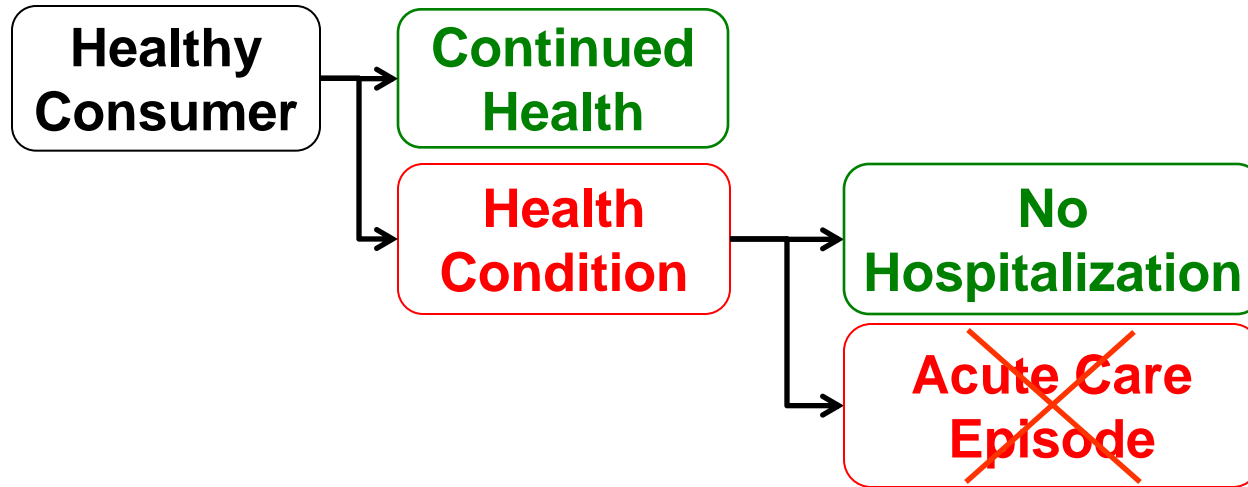 Healthy
Consumer
Continued
Health
Health
Condition
No
Hospitalization
Acute Care
Episode